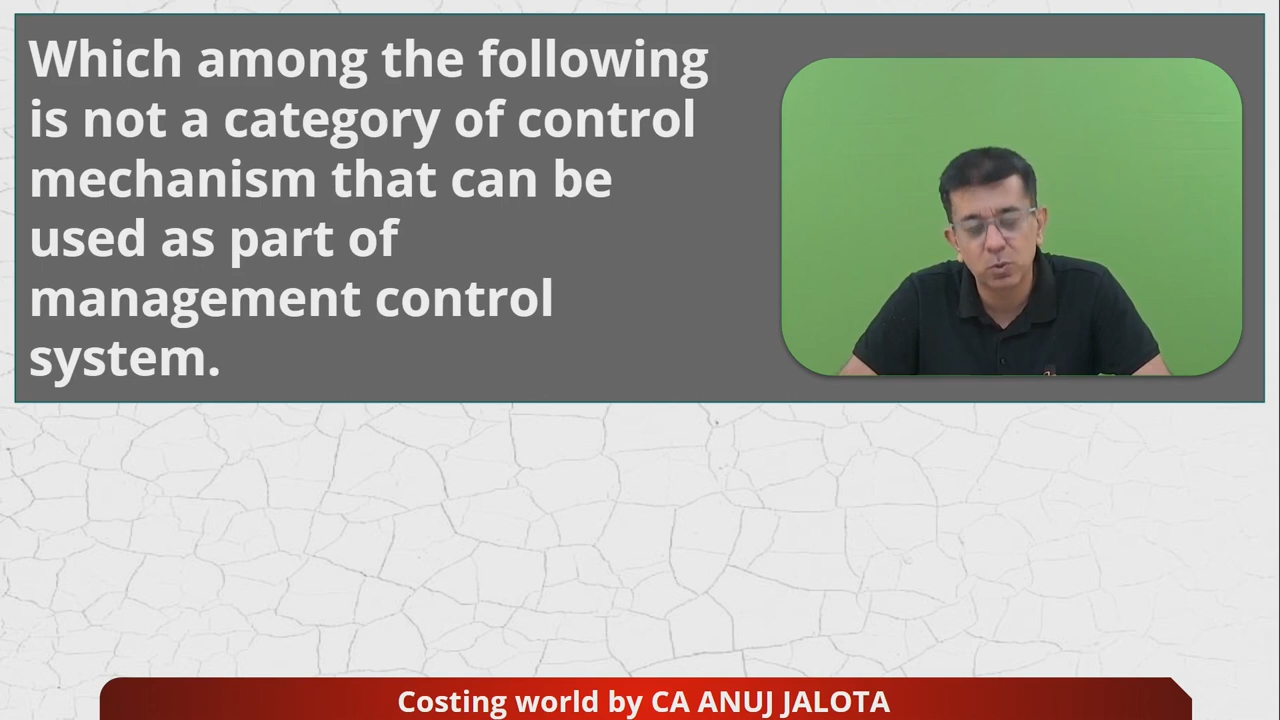 Which among the following
is not a category of control
mechanism that can be
used as part of
management control
system.
Costing world by CA ANUJ JALOTA